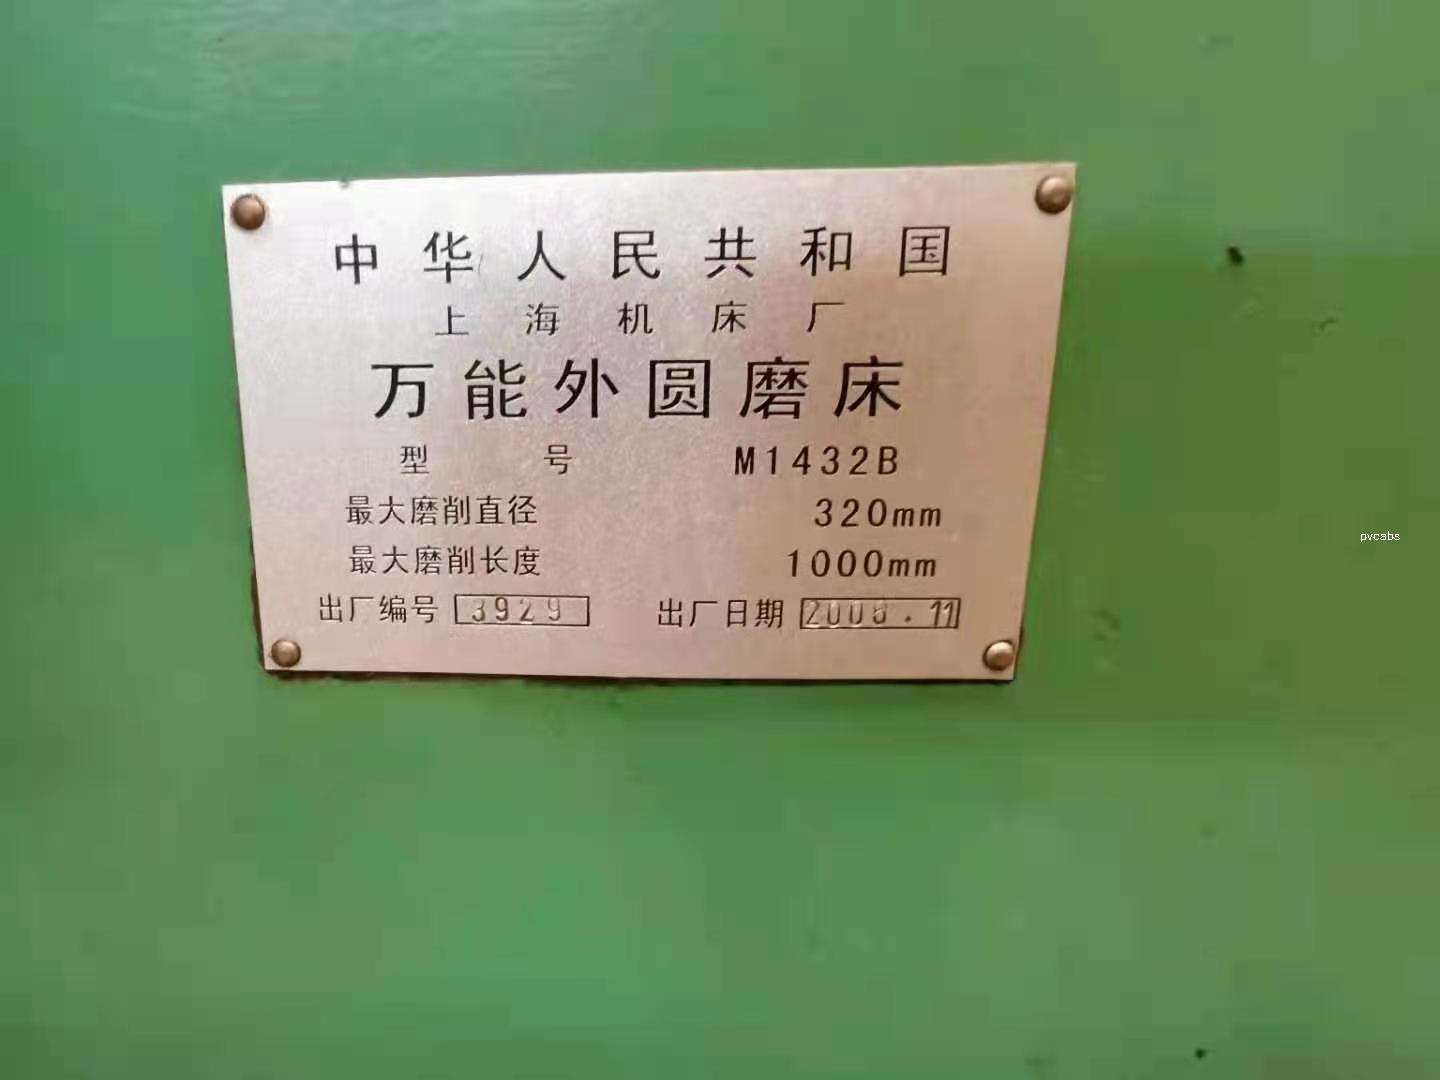 中华人民共和国
上海机床厂
万能外圆磨床
型 号 M1432B
最大磨削直径 320mm
最大磨削长度 1000mm
出厂编号 3929 出厂日期 2006.11
pvcabs